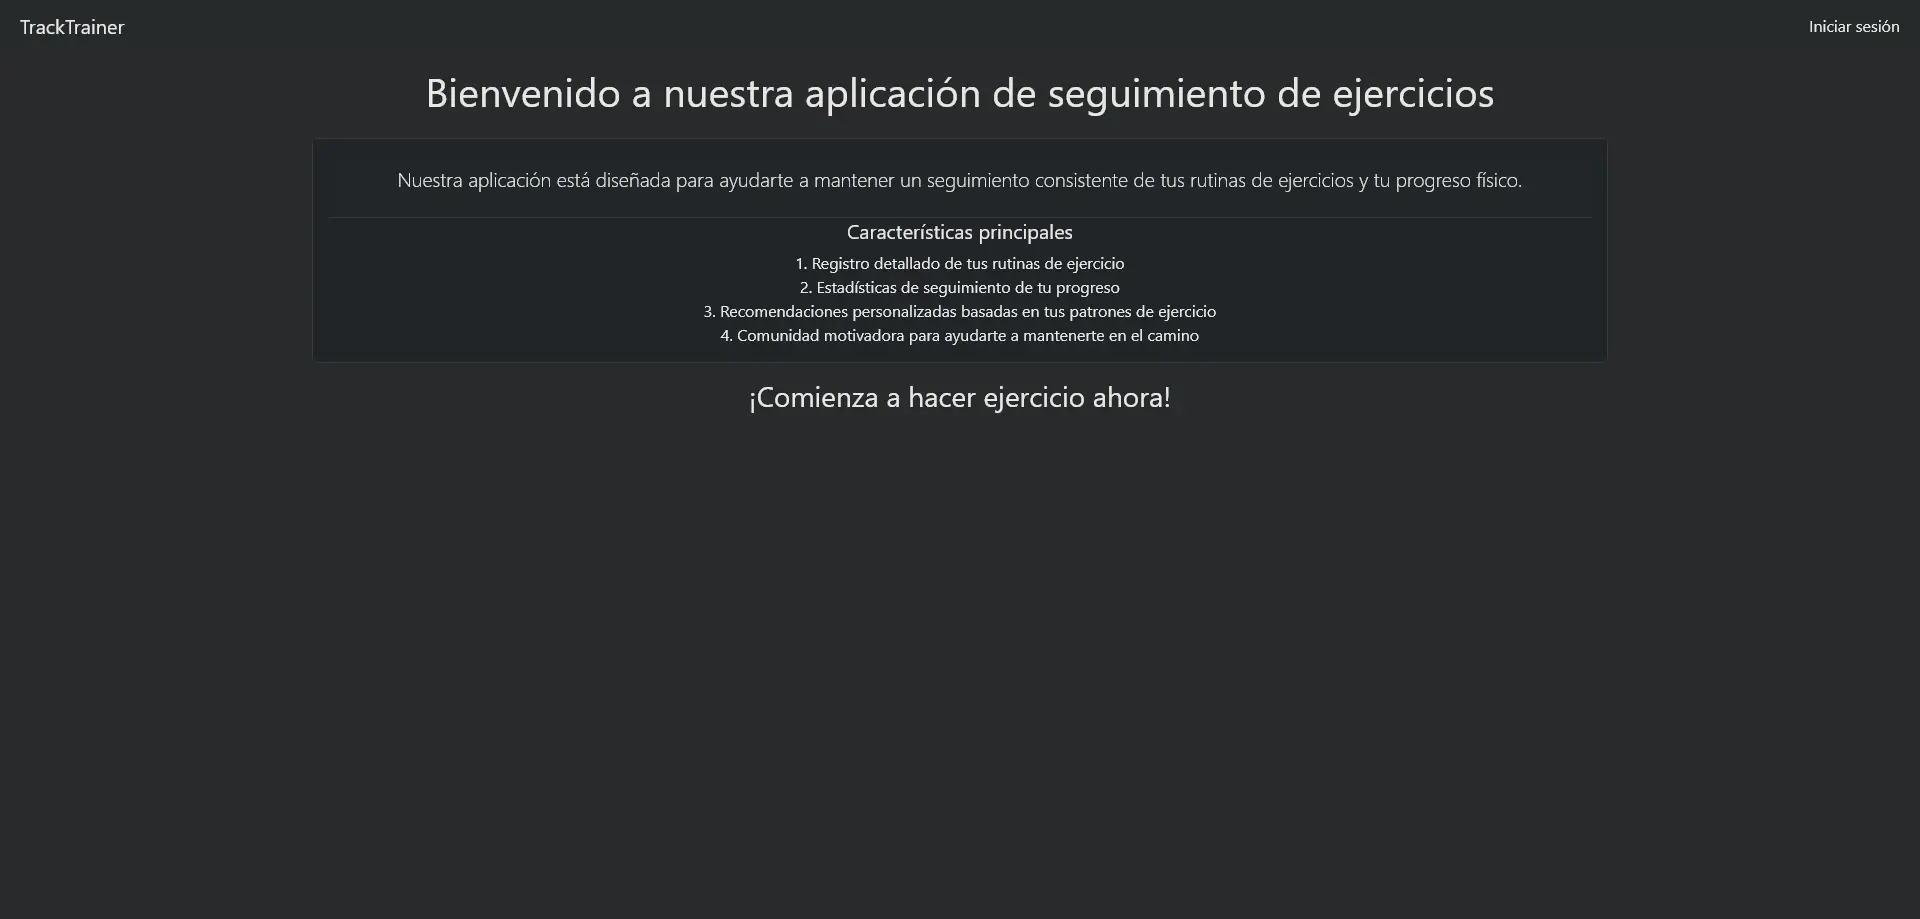 TrackTrainer
Iniciar sesión
Bienvenido a nuestra aplicación de seguimiento de ejercicios
Nuestra aplicación está diseñada para ayudarte a mantener un seguimiento consistente de tus rutinas de ejercicios y tu progreso físico.
Características principales
1. Registro detallado de tus rutinas de ejercicio
2. Estadísticas de seguimiento de tu progreso
3. Recomendaciones personalizadas basadas en tus patrones de ejercicio
4. Comunidad motivadora para ayudarte a mantenerte en el camino
¡Comienza a hacer ejercicio ahora!